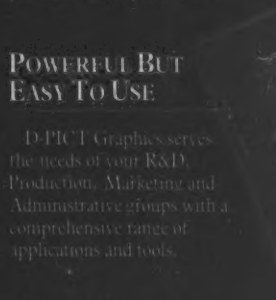 POWERFUL BUT
EASY TO USE
D-PICT Graphics serves
the needs of your R&D,
Production, Marketing and
Administrative groups with a
comprehensive range of
applications and tools.